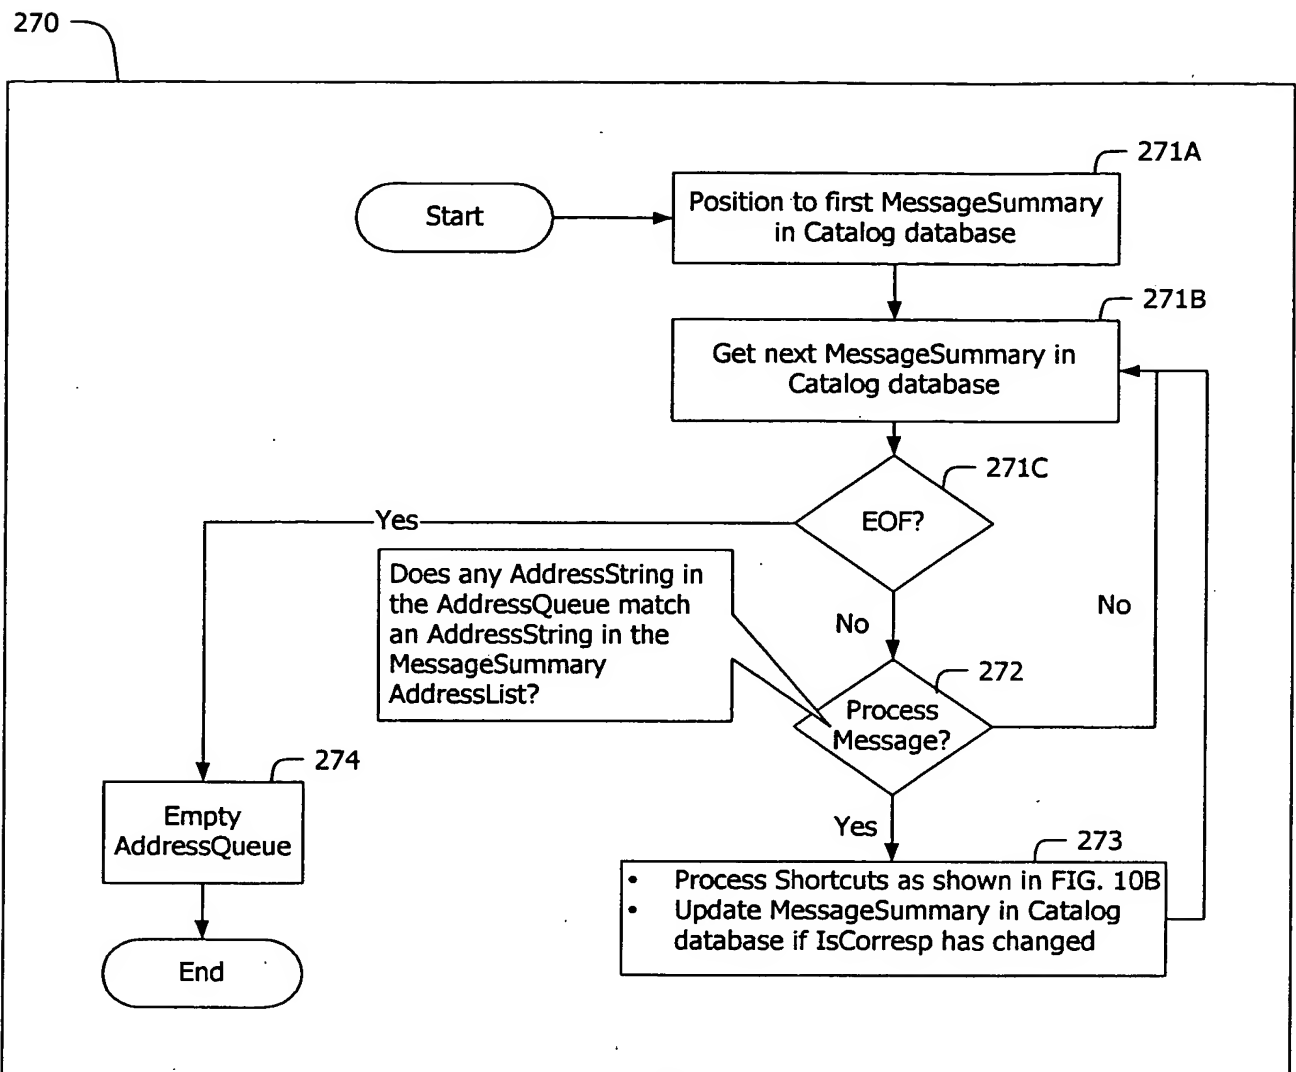 270
271A
Start
Position to first MessageSummary
in Catalog database
271B
Get next MessageSummary in
Catalog database
271C
EOF?
Yes
Does any AddressString in
the AddressQueue match
an AddressString in the
MessageSummary
AddressList?
No
No
272
Process
Message?
274
Empty
AddressQueue
Yes
273
• Process Shortcuts as shown in FIG. 10B
• Update MessageSummary in Catalog
database if IsCorresp has changed
End